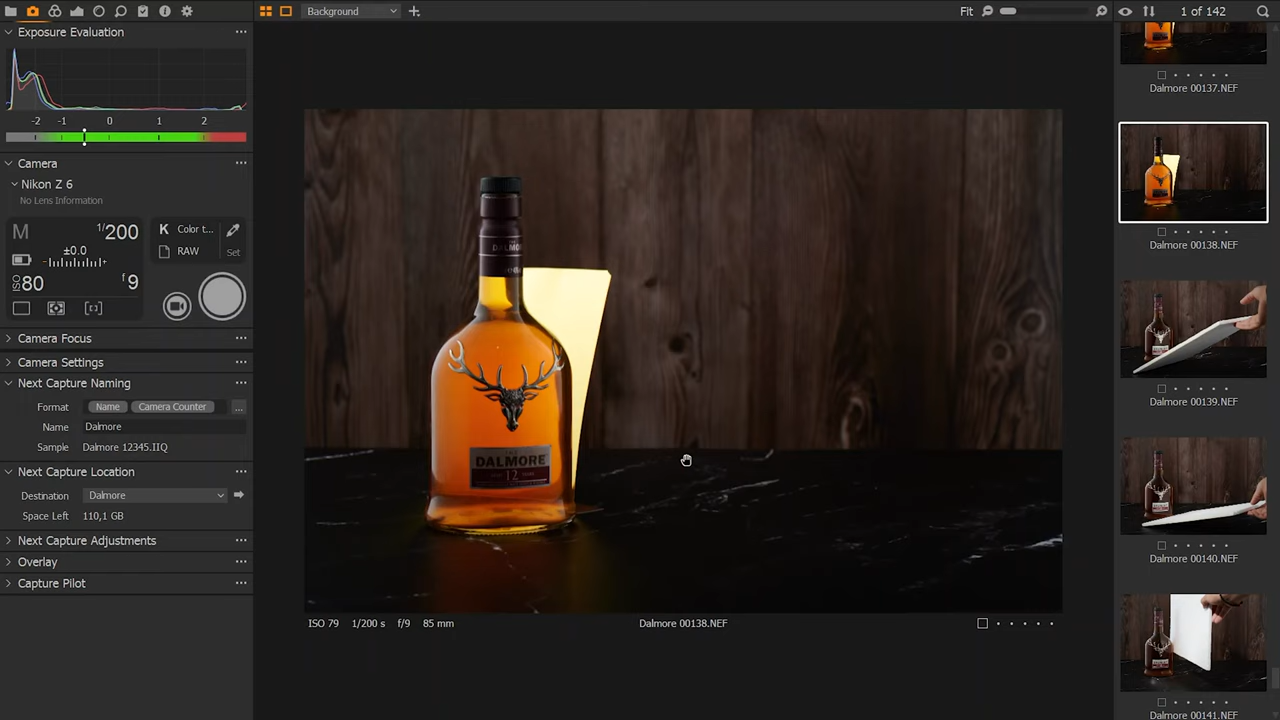 Background
Fit
1 of 142
Exposure Evaluation
-2 -1 0 1 2
Camera
Nikon Z 6
No Lens Information
M 1/200
K Color t...
±0.0
RAW
Set
ISO 80 f 9
Camera Focus
Camera Settings
Next Capture Naming
Format Name Camera Counter ...
Name Dalmore
Sample Dalmore 12345.IIQ
Next Capture Location
Destination Dalmore
Space Left 110,1 GB
Next Capture Adjustments
Overlay
Capture Pilot
DALMORE
THE
DALMORE
12
ISO 79 1/200 s f/9 85 mm
Dalmore 00138.NEF
Dalmore 00137.NEF
Dalmore 00138.NEF
Dalmore 00139.NEF
Dalmore 00140.NEF
Dalmore 00141.NEF